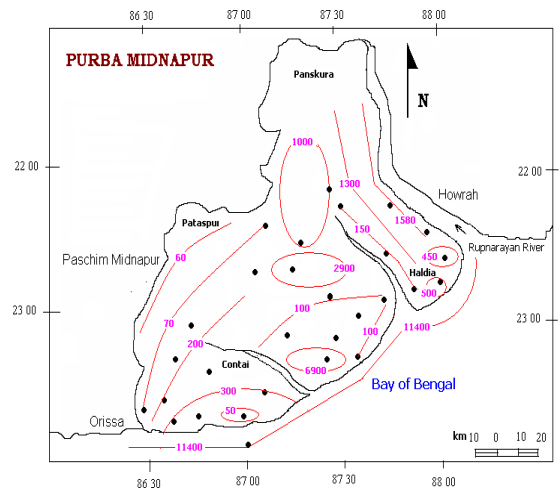 86 30
87 00
87 30
88 00
PURBA MIDNAPUR
Panskura
N
1000
22 00
22 00
1300
Howrah
1580
150
Pataspur
Rupnarayan River
60
450
Paschim Midnapur
2900
Haldia
500
23 00
100
11400
23 00
70
200
100
Contai
6900
300
Bay of Bengal
50
Orissa
11400
km
10 0 10 20
86 30
87 00
87 30
88 00